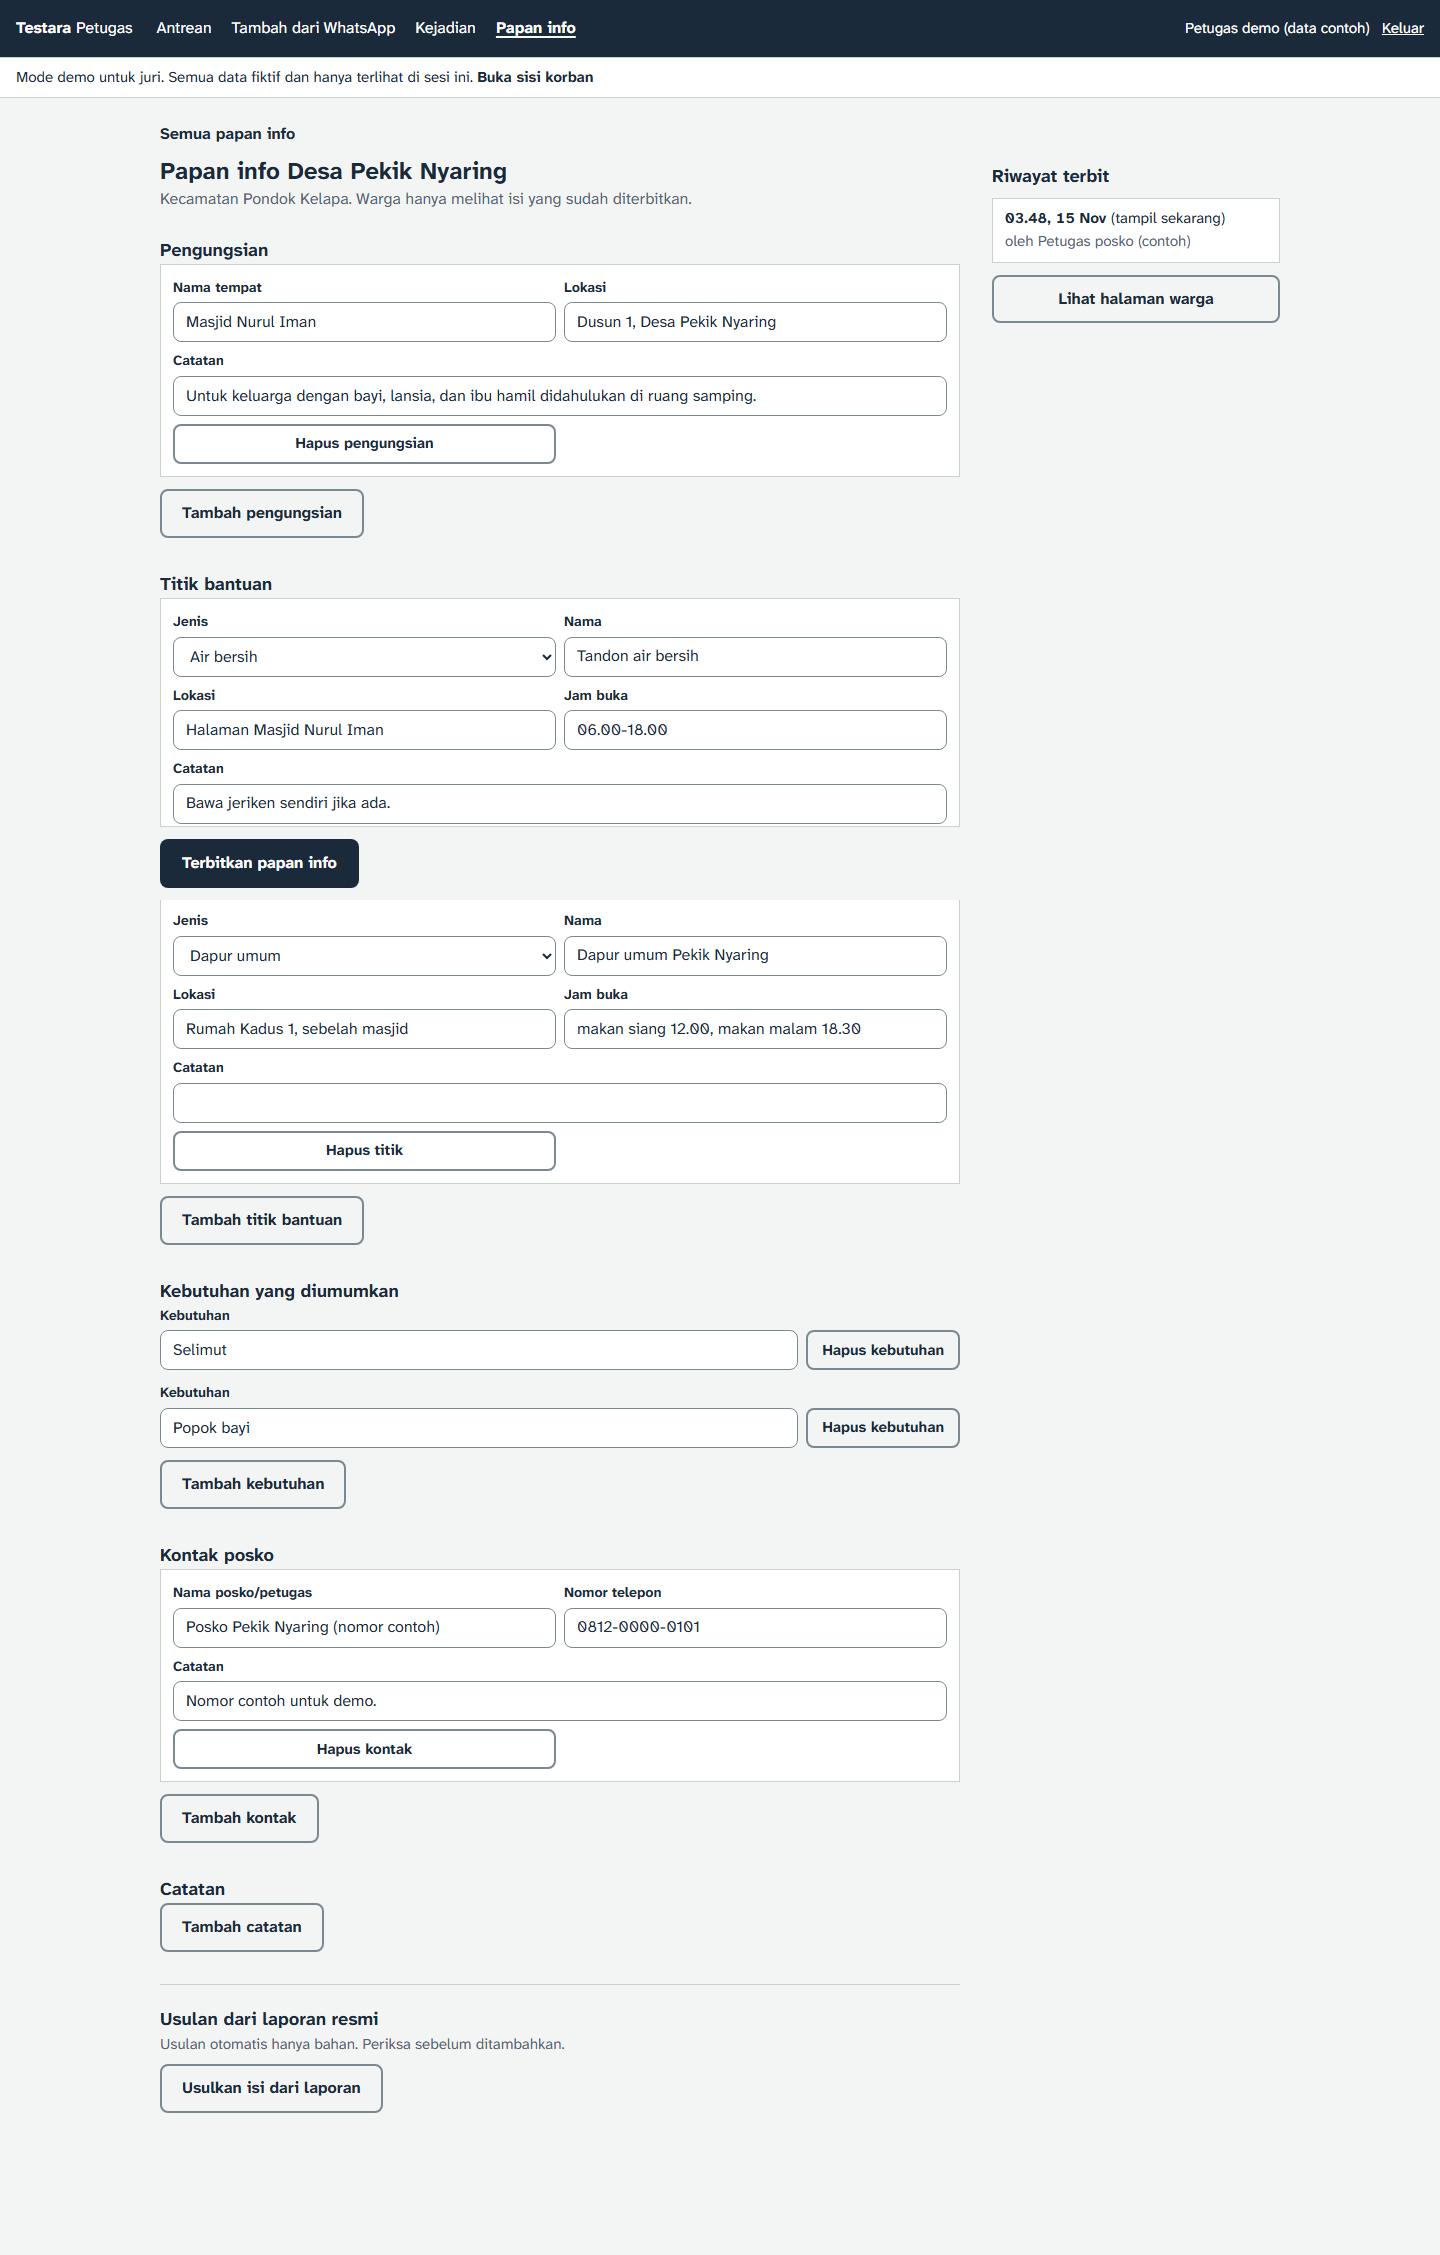 Testara Petugas Antrean Tambah dari WhatsApp Kejadian Papan info Petugas demo (data contoh) Keluar
Mode demo untuk juri. Semua data fiktif dan hanya terlihat di sesi ini. Buka sisi korban
Semua papan info
Papan info Desa Pekik Nyaring
Kecamatan Pondok Kelapa. Warga hanya melihat isi yang sudah diterbitkan.
Riwayat terbit
03.48, 15 Nov (tampil sekarang)
oleh Petugas posko (contoh)
Lihat halaman warga
Pengungsian
Nama tempat Lokasi
Masjid Nurul Iman Dusun 1, Desa Pekik Nyaring
Catatan
Untuk keluarga dengan bayi, lansia, dan ibu hamil didahulukan di ruang samping.
Hapus pengungsian
Tambah pengungsian
Titik bantuan
Jenis Nama
Air bersih Tandon air bersih
Lokasi Jam buka
Halaman Masjid Nurul Iman 06.00-18.00
Catatan
Bawa jeriken sendiri jika ada.
Terbitkan papan info
Jenis Nama
Dapur umum Dapur umum Pekik Nyaring
Lokasi Jam buka
Rumah Kadus 1, sebelah masjid makan siang 12.00, makan malam 18.30
Catatan
Hapus titik
Tambah titik bantuan
Kebutuhan yang diumumkan
Kebutuhan
Selimut Hapus kebutuhan
Kebutuhan
Popok bayi Hapus kebutuhan
Tambah kebutuhan
Kontak posko
Nama posko/petugas Nomor telepon
Posko Pekik Nyaring (nomor contoh) 0812-0000-0101
Catatan
Nomor contoh untuk demo.
Hapus kontak
Tambah kontak
Catatan
Tambah catatan
Usulan dari laporan resmi
Usulan otomatis hanya bahan. Periksa sebelum ditambahkan.
Usulkan isi dari laporan